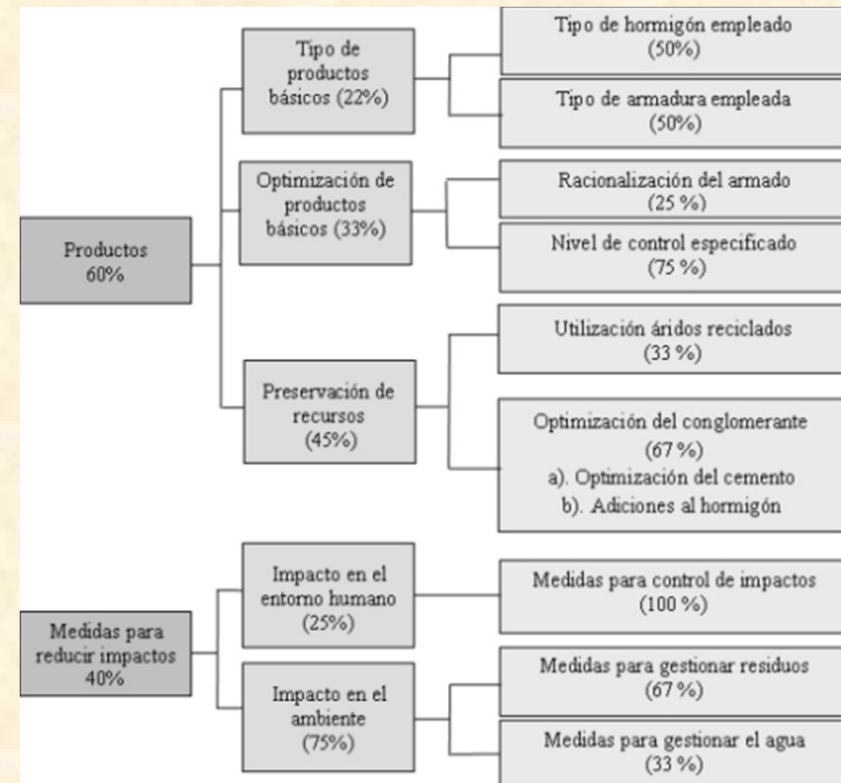 Productos
60%
Tipo de
productos
básicos (22%)
Tipo de hormigón empleado
(50%)
Tipo de armadura empleada
(50%)
Optimización de
productos
básicos (33%)
Racionalización del armado
(25 %)
Nivel de control especificado
(75 %)
Preservación de
recursos
(45%)
Utilización áridos reciclados
(33 %)
Optimización del conglomerante
(67 %)
a). Optimización del cemento
b). Adiciones al hormigón
Medidas para
reducir impactos
40%
Impacto en el
entorno humano
(25%)
Medidas para control de impactos
(100 %)
Impacto en el
ambiente
(75%)
Medidas para gestionar residuos
(67 %)
Medidas para gestionar el agua
(33 %)